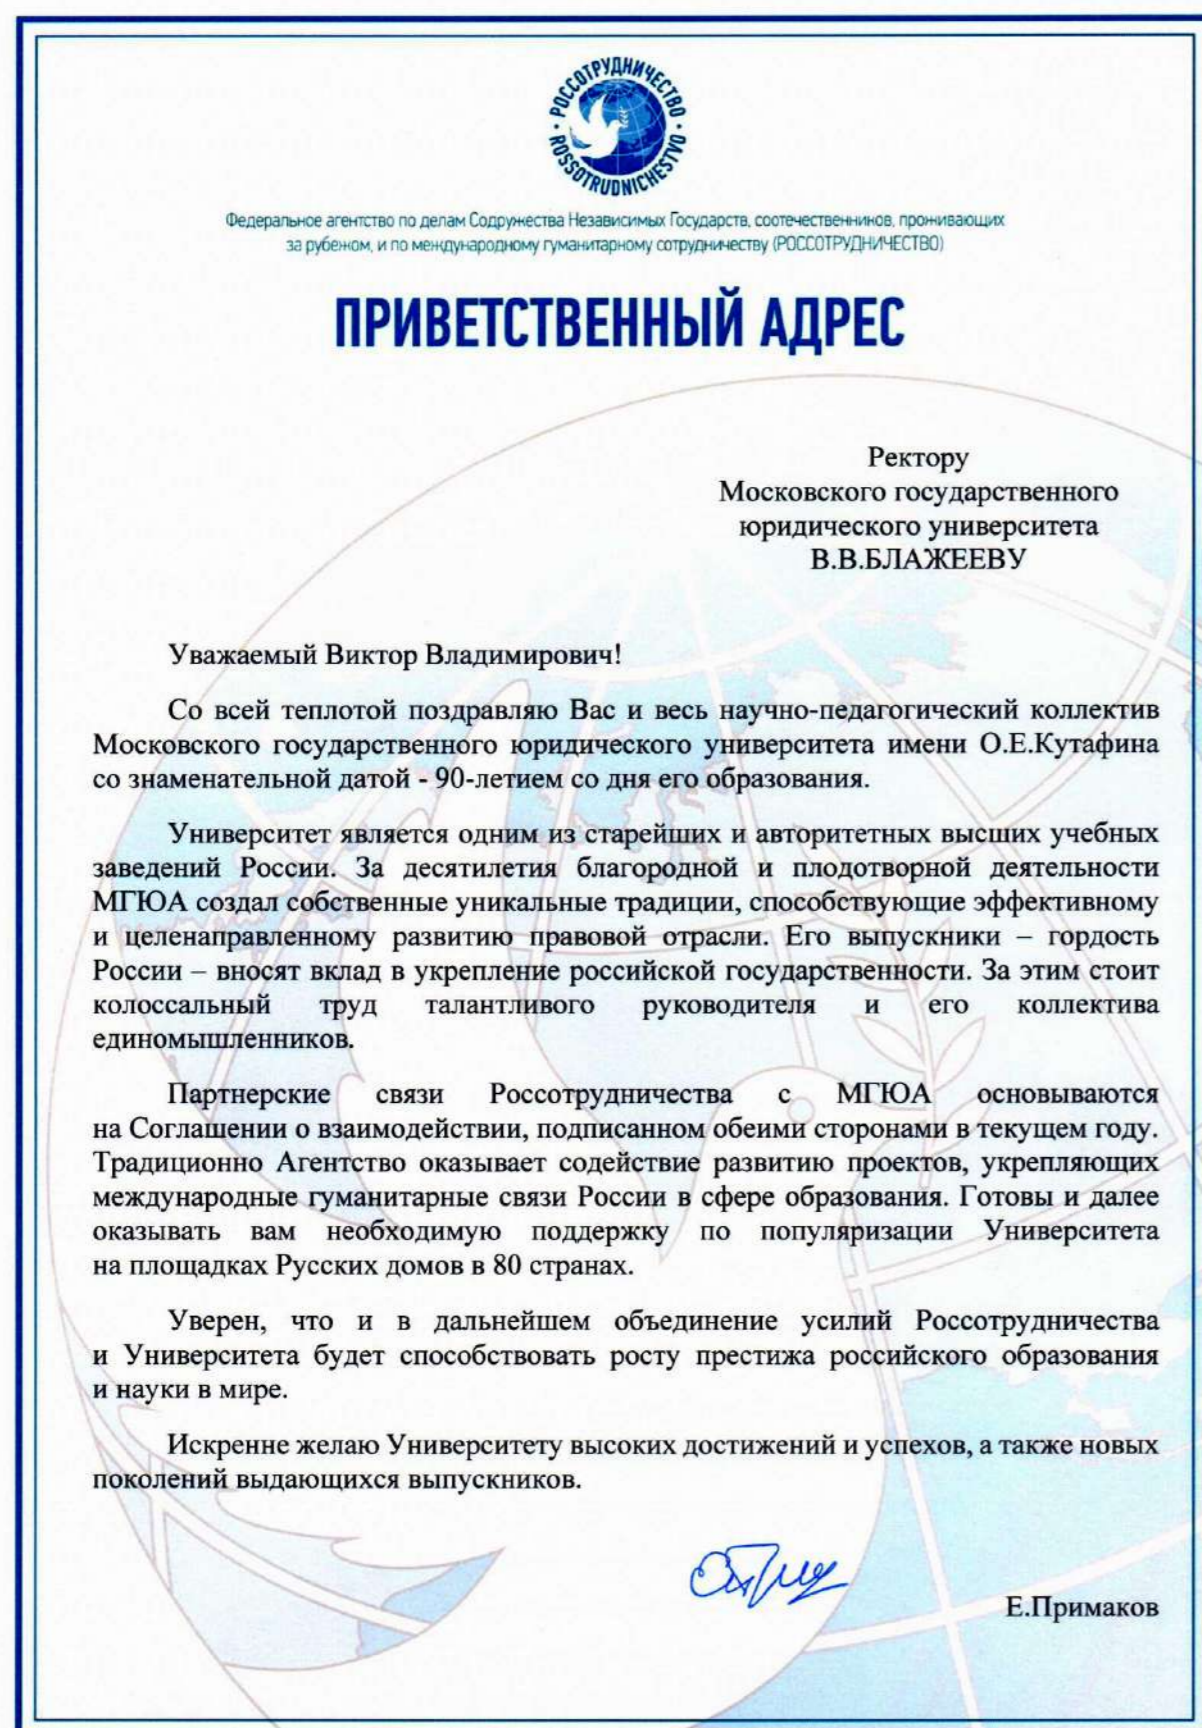 РОССОТРУДНИЧЕСТВО
ROSSOTRUDNICHESTVO
Федеральное агентство по делам Содружества Независимых Государств, соотечественников, проживающих
за рубежом, и по международному гуманитарному сотрудничеству (РОССОТРУДНИЧЕСТВО)
ПРИВЕТСТВЕННЫЙ АДРЕС
Ректору
Московского государственного
юридического университета
В.В.БЛАЖЕЕВУ
Уважаемый Виктор Владимирович!
Со всей теплотой поздравляю Вас и весь научно-педагогический коллектив
Московского государственного юридического университета имени О.Е.Кутафина
со знаменательной датой - 90-летием со дня его образования.
Университет является одним из старейших и авторитетных высших учебных
заведений России. За десятилетия благородной и плодотворной деятельности
МГЮА создал собственные уникальные традиции, способствующие эффективному
и целенаправленному развитию правовой отрасли. Его выпускники – гордость
России – вносят вклад в укрепление российской государственности. За этим стоит
колоссальный труд талантливого руководителя и его коллектива
единомышленников.
Партнерские связи Россотрудничества с МГЮА основываются
на Соглашении о взаимодействии, подписанном обеими сторонами в текущем году.
Традиционно Агентство оказывает содействие развитию проектов, укрепляющих
международные гуманитарные связи России в сфере образования. Готовы и далее
оказывать вам необходимую поддержку по популяризации Университета
на площадках Русских домов в 80 странах.
Уверен, что и в дальнейшем объединение усилий Россотрудничества
и Университета будет способствовать росту престижа российского образования
и науки в мире.
Искренне желаю Университету высоких достижений и успехов, а также новых
поколений выдающихся выпускников.
Е.Примаков